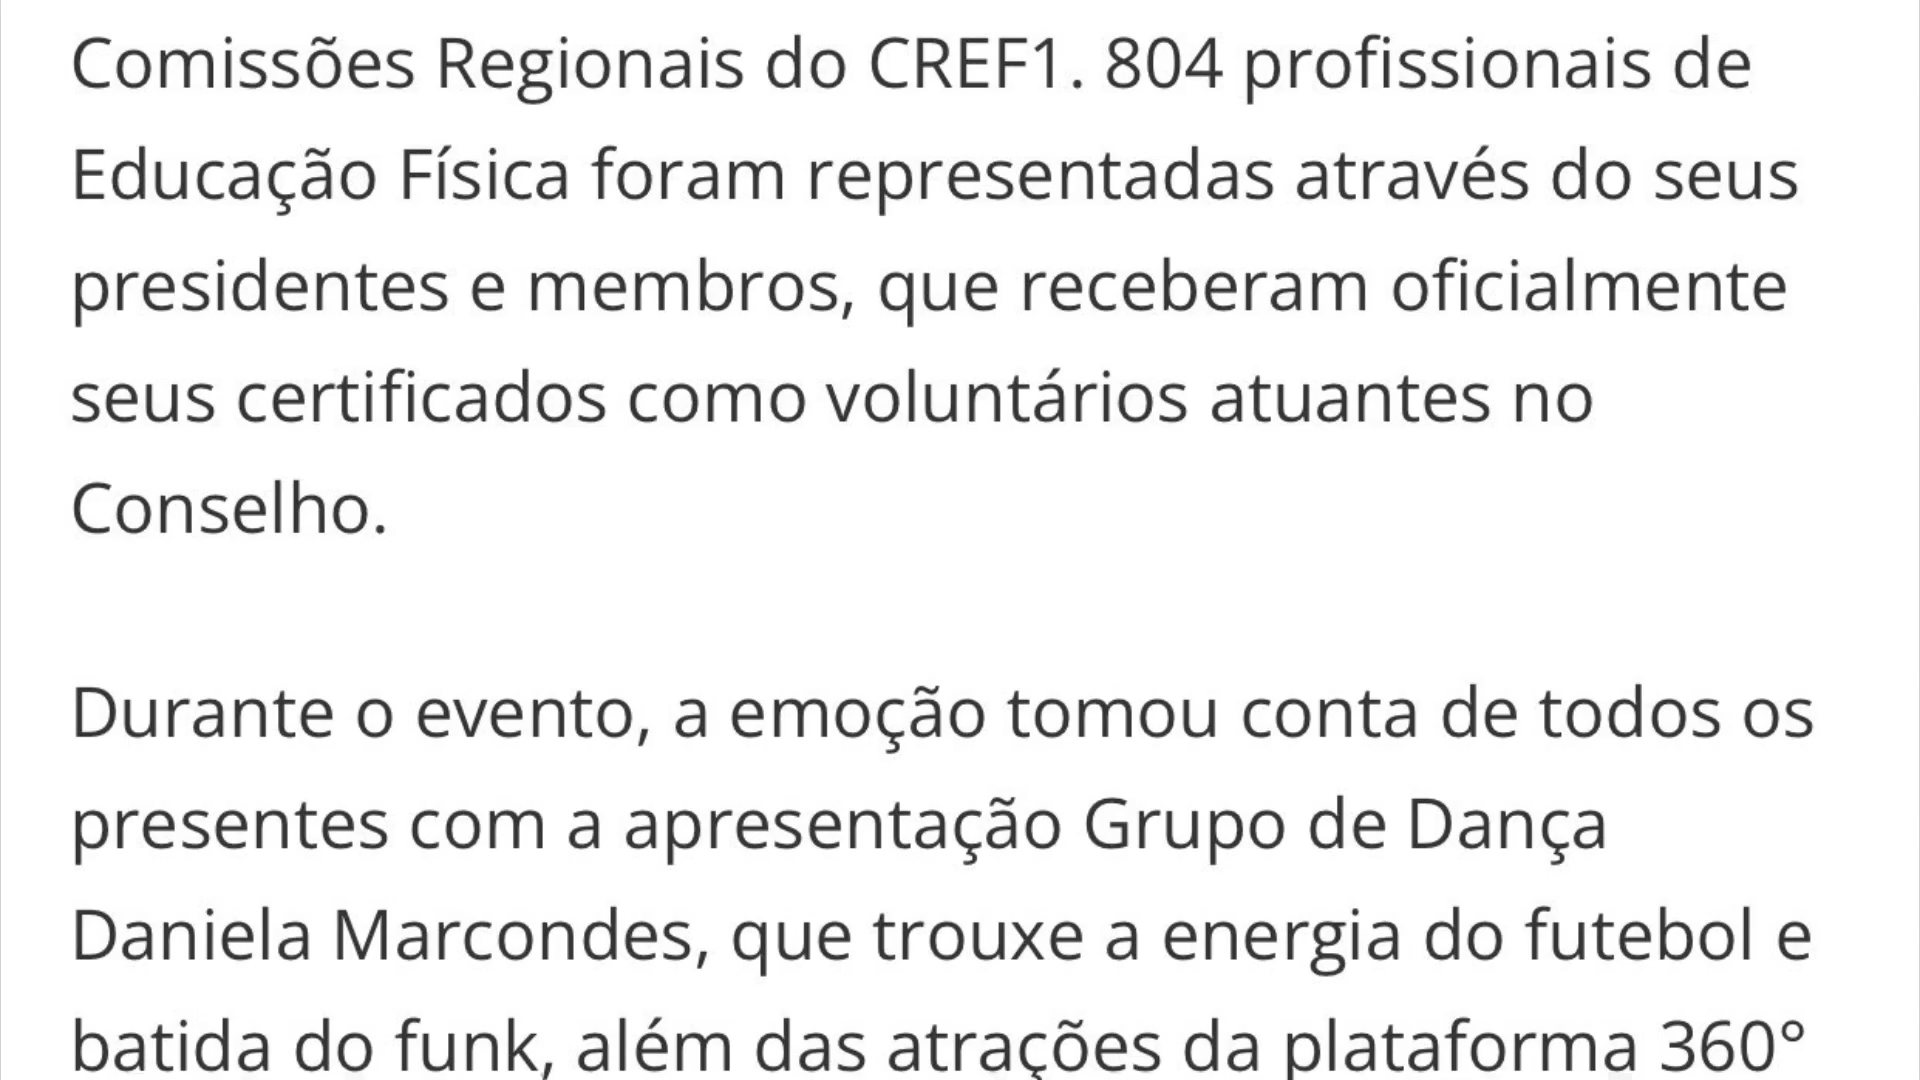 Comissões Regionais do CREF1. 804 profissionais de
Educação Física foram representadas através do seus
presidentes e membros, que receberam oficialmente
seus certificados como voluntários atuantes no
Conselho.
Durante o evento, a emoção tomou conta de todos os
presentes com a apresentação Grupo de Dança
Daniela Marcondes, que trouxe a energia do futebol e
batida do funk, além das atrações da plataforma 360°